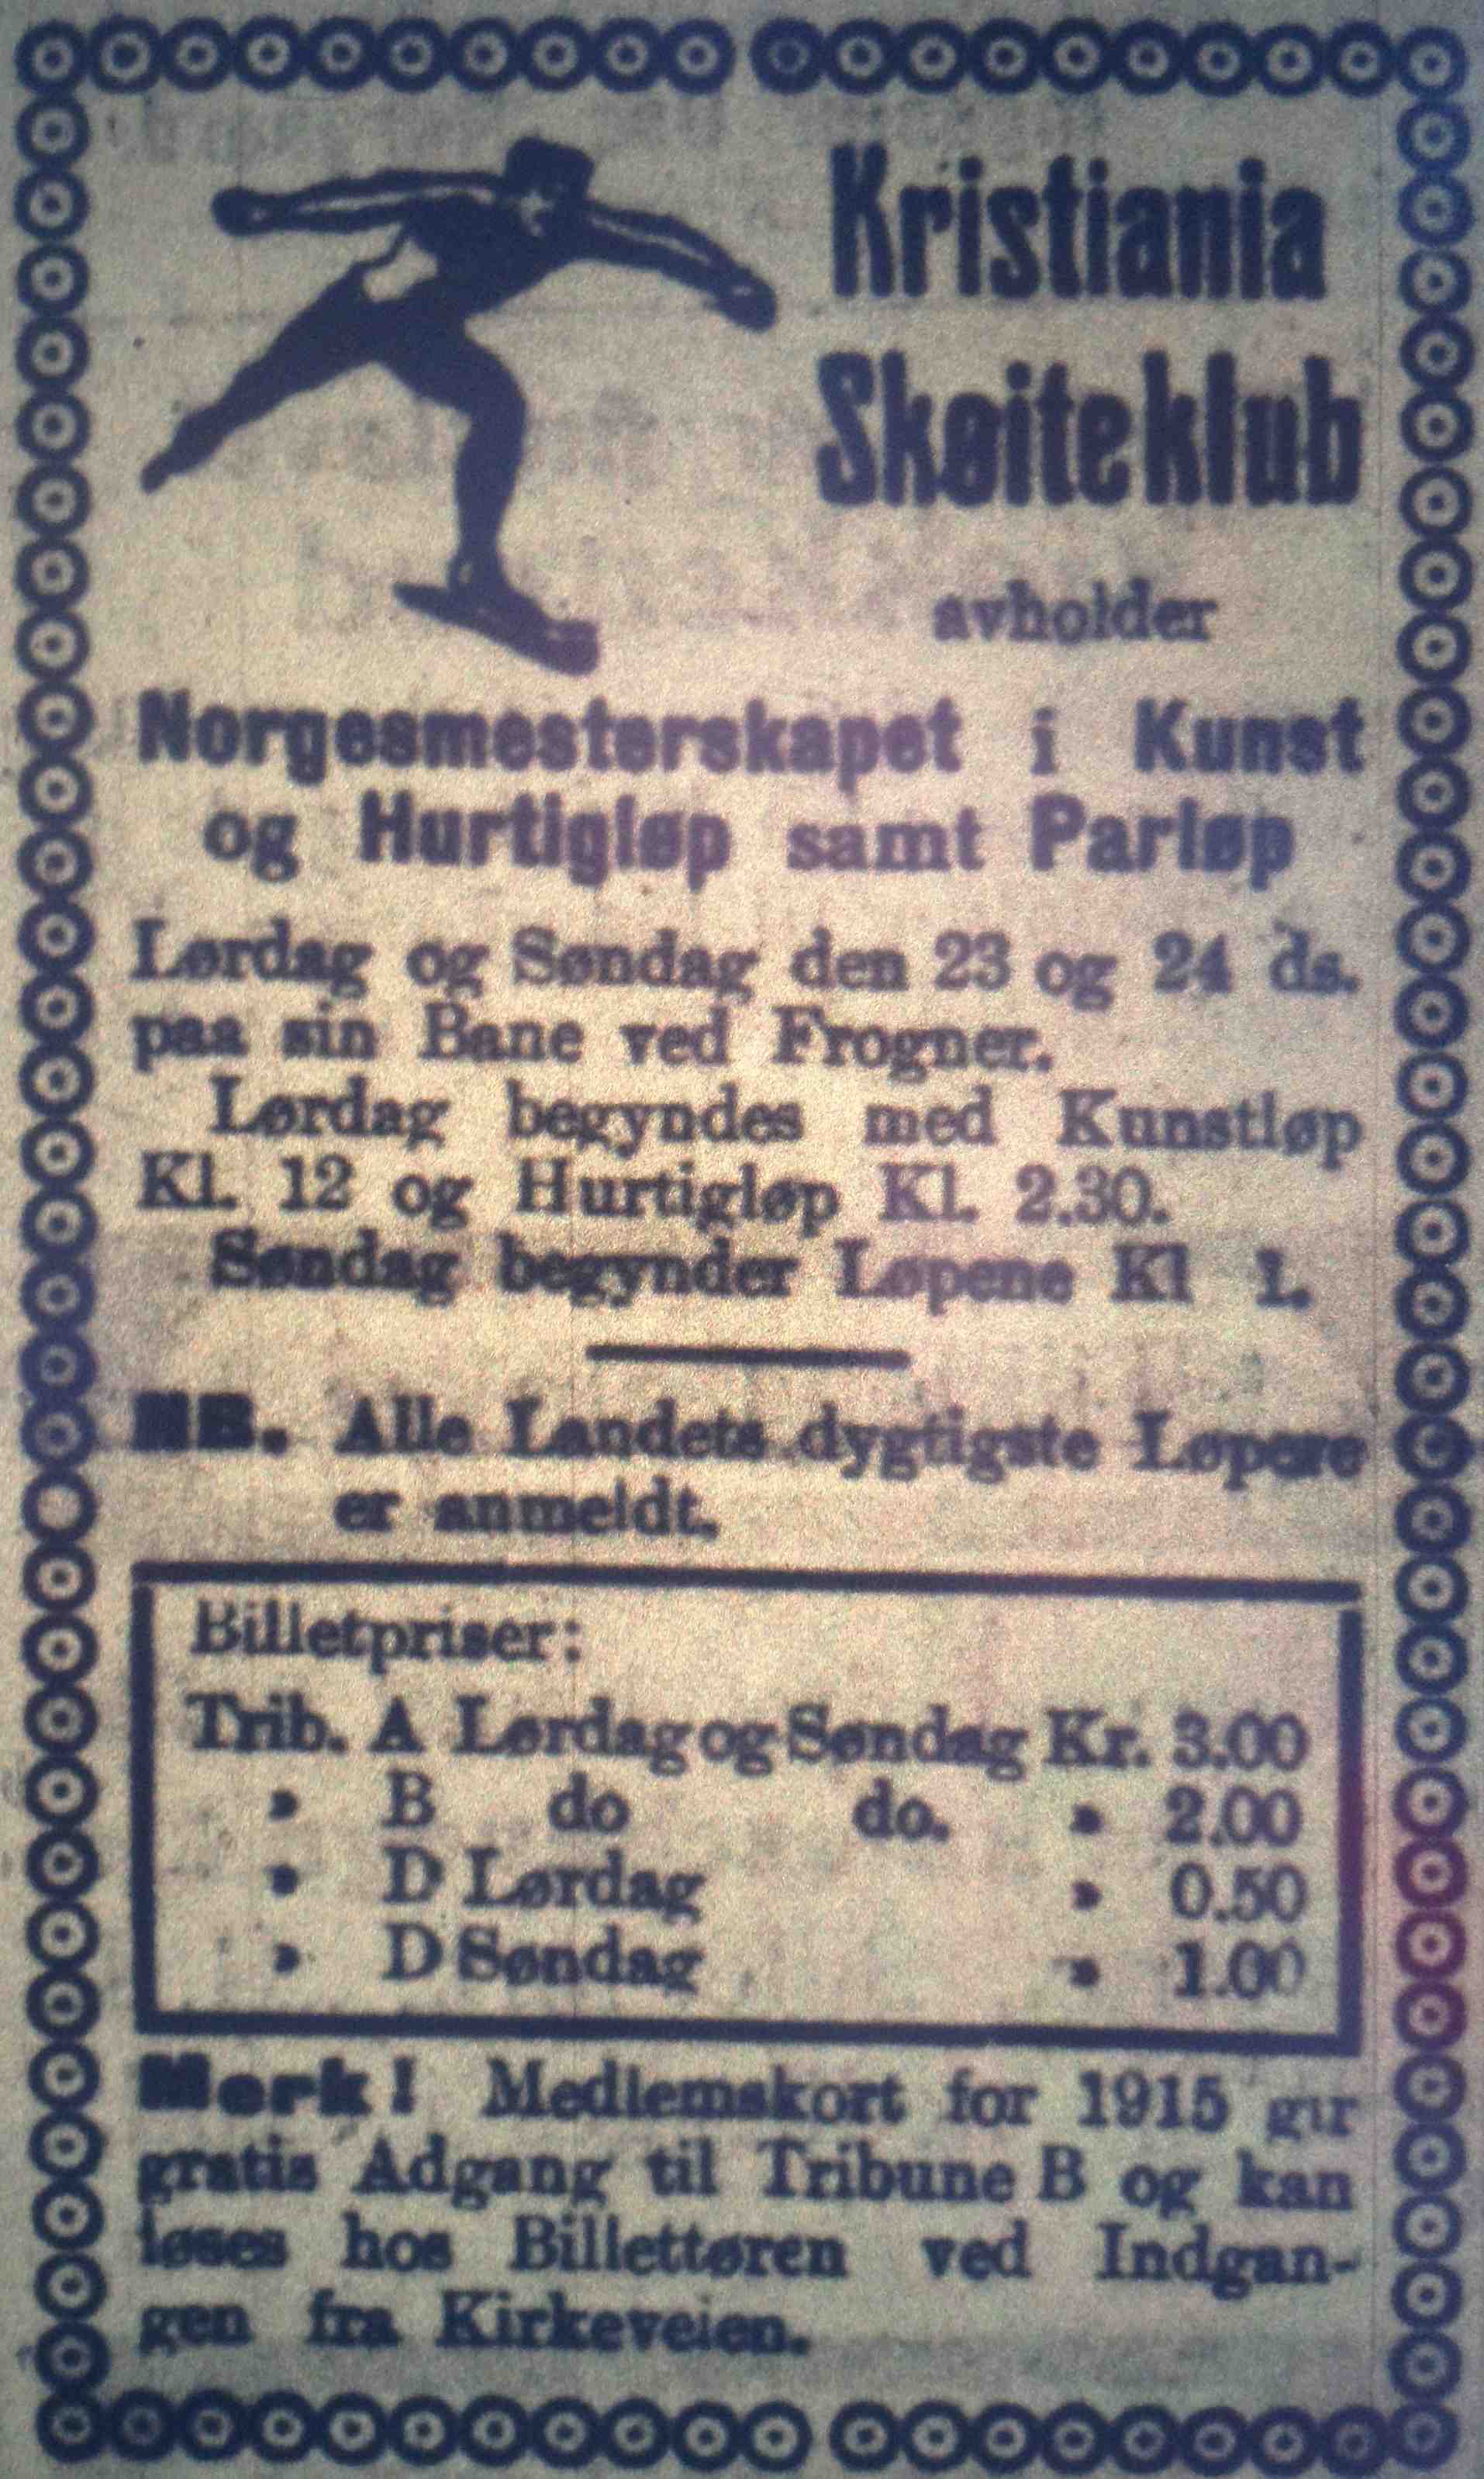 Kristiania
Skøiteklub
avholder
Norgesmesterskapet i Kunst
og Hurtigløp samt Parløp
Lørdag og Søndag den 23 og 24 ds.
paa sin Bane ved Frogner.
Lørdag begyndes med Kunstløp
Kl. 12 og Hurtigløp Kl. 2.30.
Søndag begynder Løpene Kl 1.
NB. Alle Landets dygtigste Løpere
er anmeldt.
Billetpriser:
Trib. A Lørdag og Søndag Kr. 3.00
» B do do. » 2.00
» D Lørdag » 0.50
» D Søndag » 1.00
Merk! Medlemskort for 1915 gir
gratis Adgang til Tribune B og kan
løses hos Billettøren ved Indgan-
gen fra Kirkeveien.